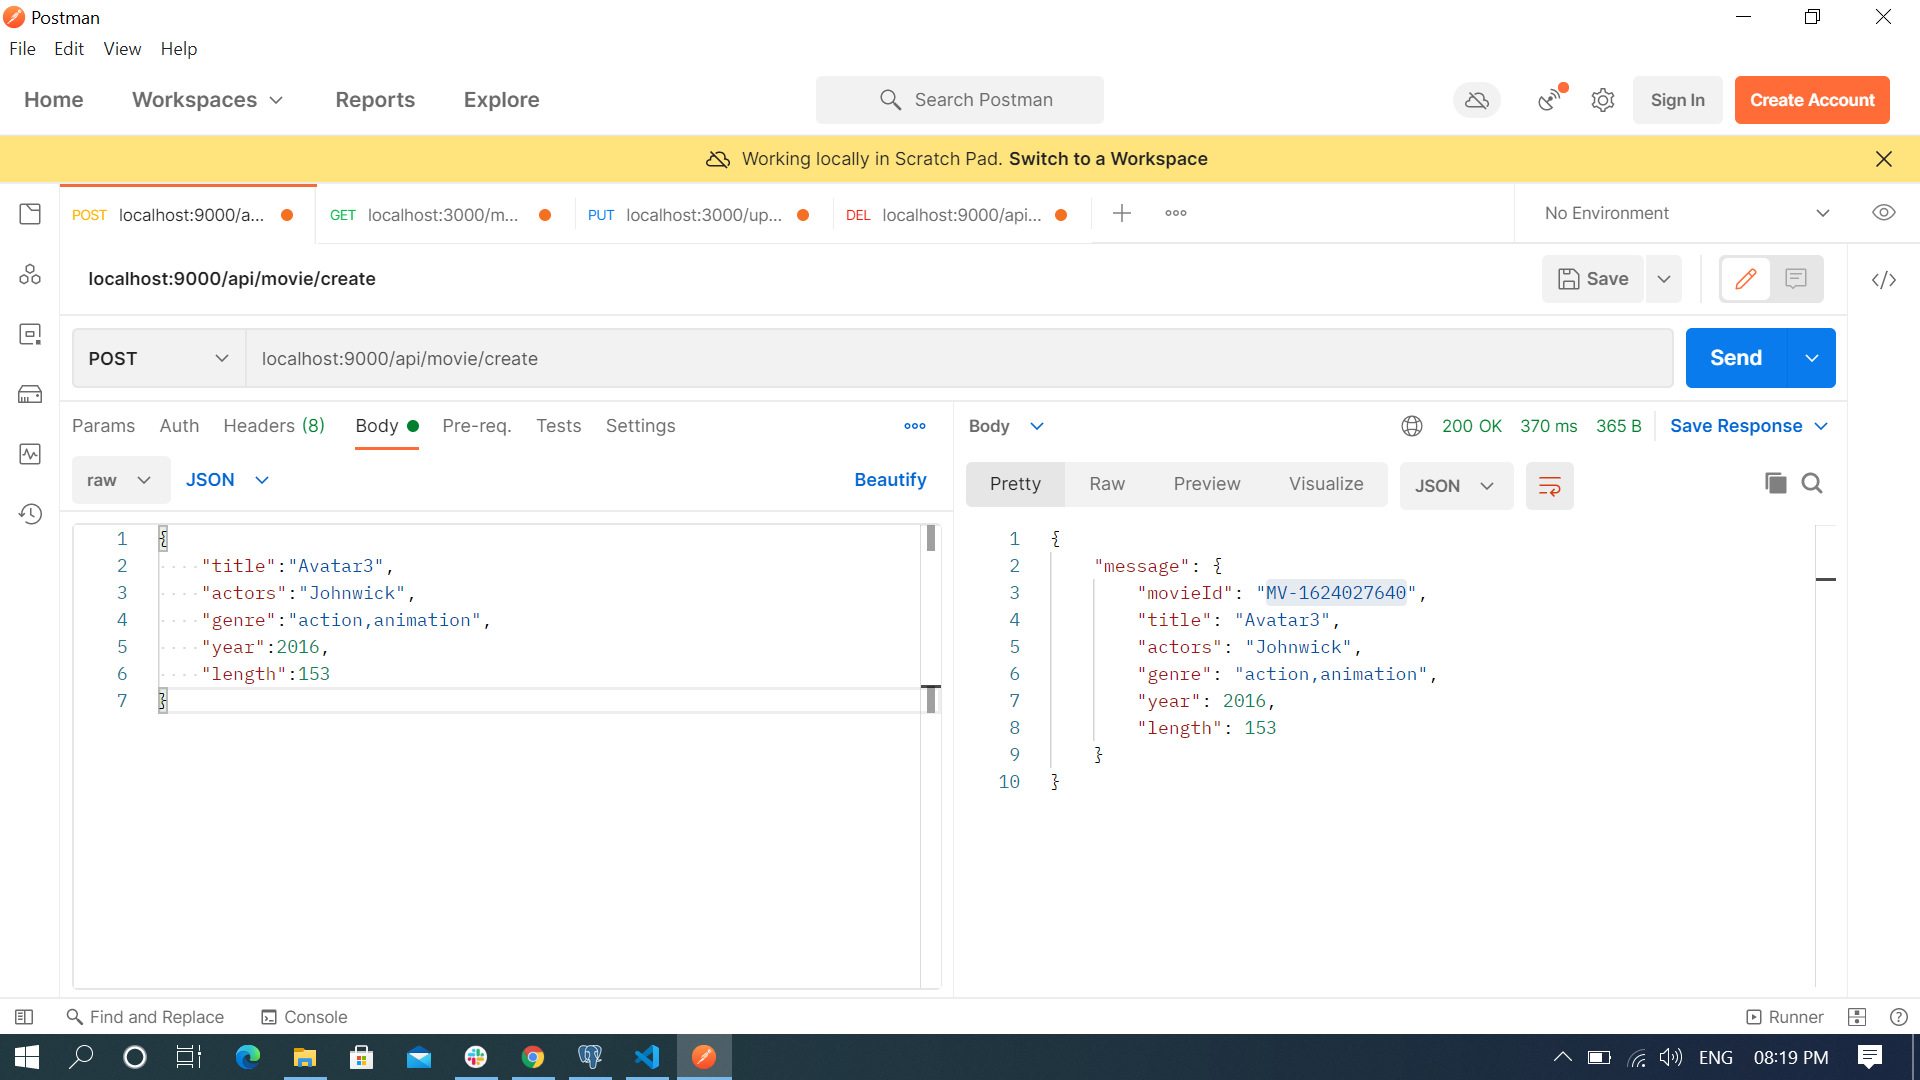 Postman
File Edit View Help
Home Workspaces Reports Explore Search Postman Sign In Create Account
Working locally in Scratch Pad. Switch to a Workspace
POST localhost:9000/a... GET localhost:3000/m... PUT localhost:3000/up... DEL localhost:9000/api... No Environment
localhost:9000/api/movie/create Save
POST localhost:9000/api/movie/create Send
Params Auth Headers (8) Body Pre-req. Tests Settings
raw JSON Beautify
1 {
2 "title":"Avatar3",
3 "actors":"Johnwick",
4 "genre":"action,animation",
5 "year":2016,
6 "length":153
7 }
Body 200 OK 370 ms 365 B Save Response
Pretty Raw Preview Visualize JSON
1 {
2 "message": {
3 "movieId": "MV-1624027640",
4 "title": "Avatar3",
5 "actors": "Johnwick",
6 "genre": "action,animation",
7 "year": 2016,
8 "length": 153
9 }
10 }
Find and Replace Console Runner
ENG 08:19 PM